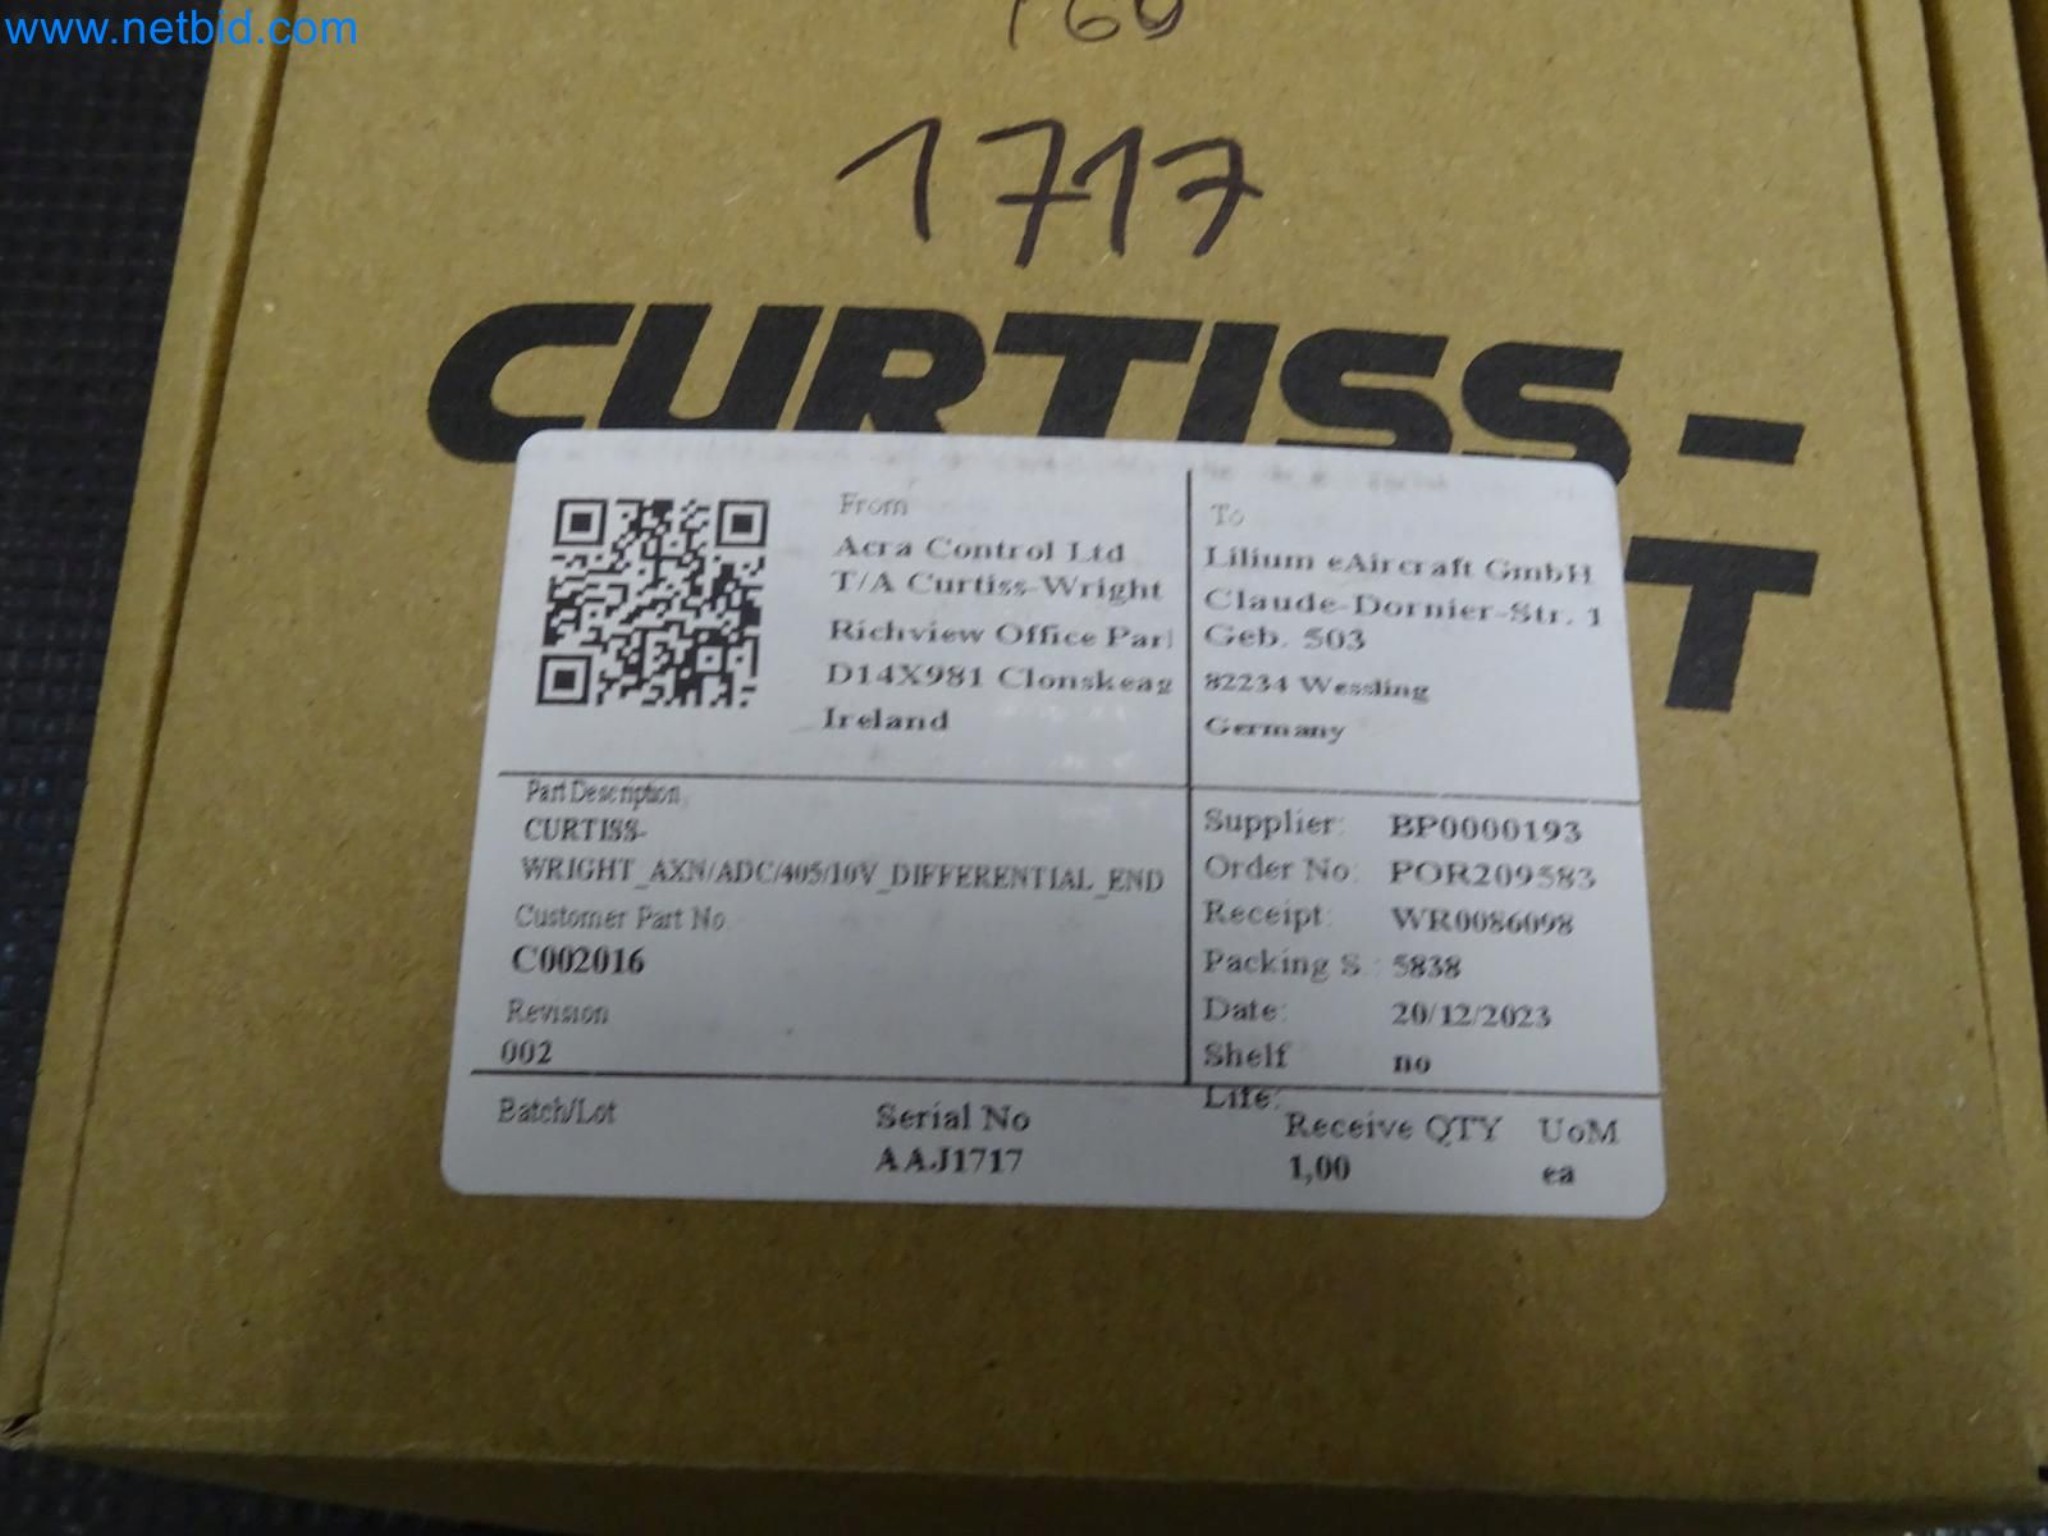 www.netbid.com
1717
CURTISS-
T
From
Acra Control Ltd
T/A Curtiss-Wright
Richview Office Parl
D14X981 Clonskeag
Ireland
To
Lilium eAircraft GmbH
Claude-Dornier-Str. 1
Geb. 503
82234 Wessling
Germany
Part Description
CURTISS-
WRIGHT_AXN/ADC/405/10V_DIFFERENTIAL_END
Customer Part No
C002016
Revision
002
Supplier: BP0000193
Order No: POR209583
Receipt: WR0086098
Packing S : 5838
Date: 20/12/2023
Shelf no
Life:
Batch/Lot
Serial No
AAJ1717
Receive QTY UoM
1,00 ea